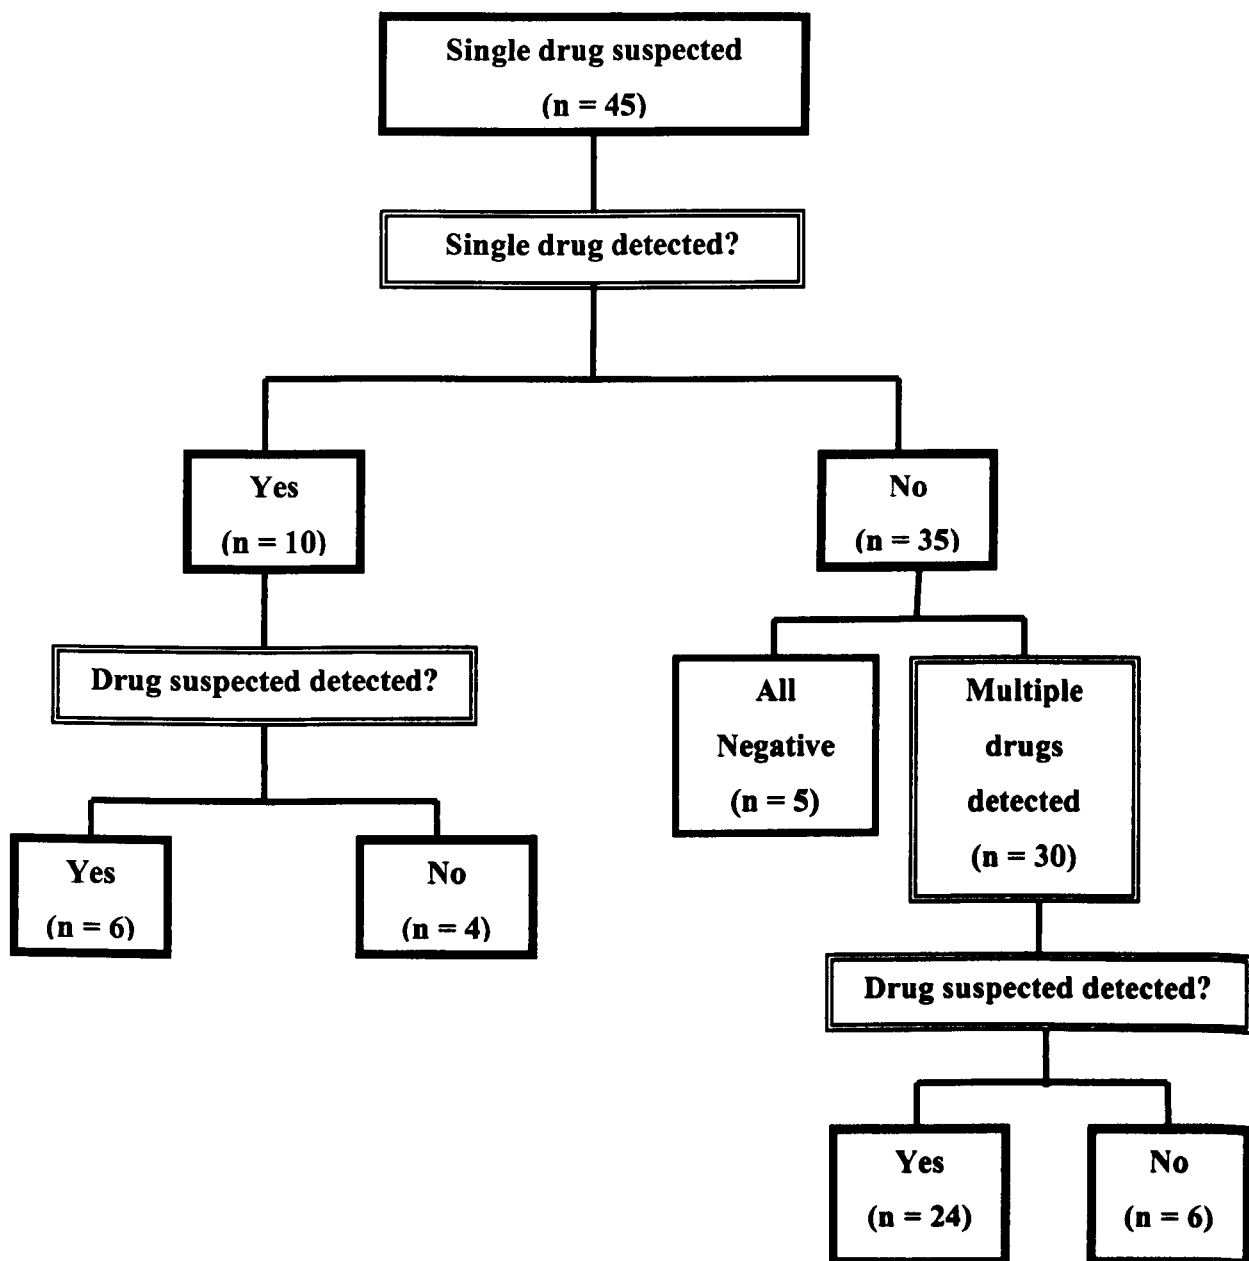 Single drug suspected
(n = 45)
Single drug detected?
Yes
(n = 10)
No
(n = 35)
Drug suspected detected?
Yes
(n = 6)
No
(n = 4)
All
Negative
(n = 5)
Multiple
drugs
detected
(n = 30)
Drug suspected detected?
Yes
(n = 24)
No
(n = 6)